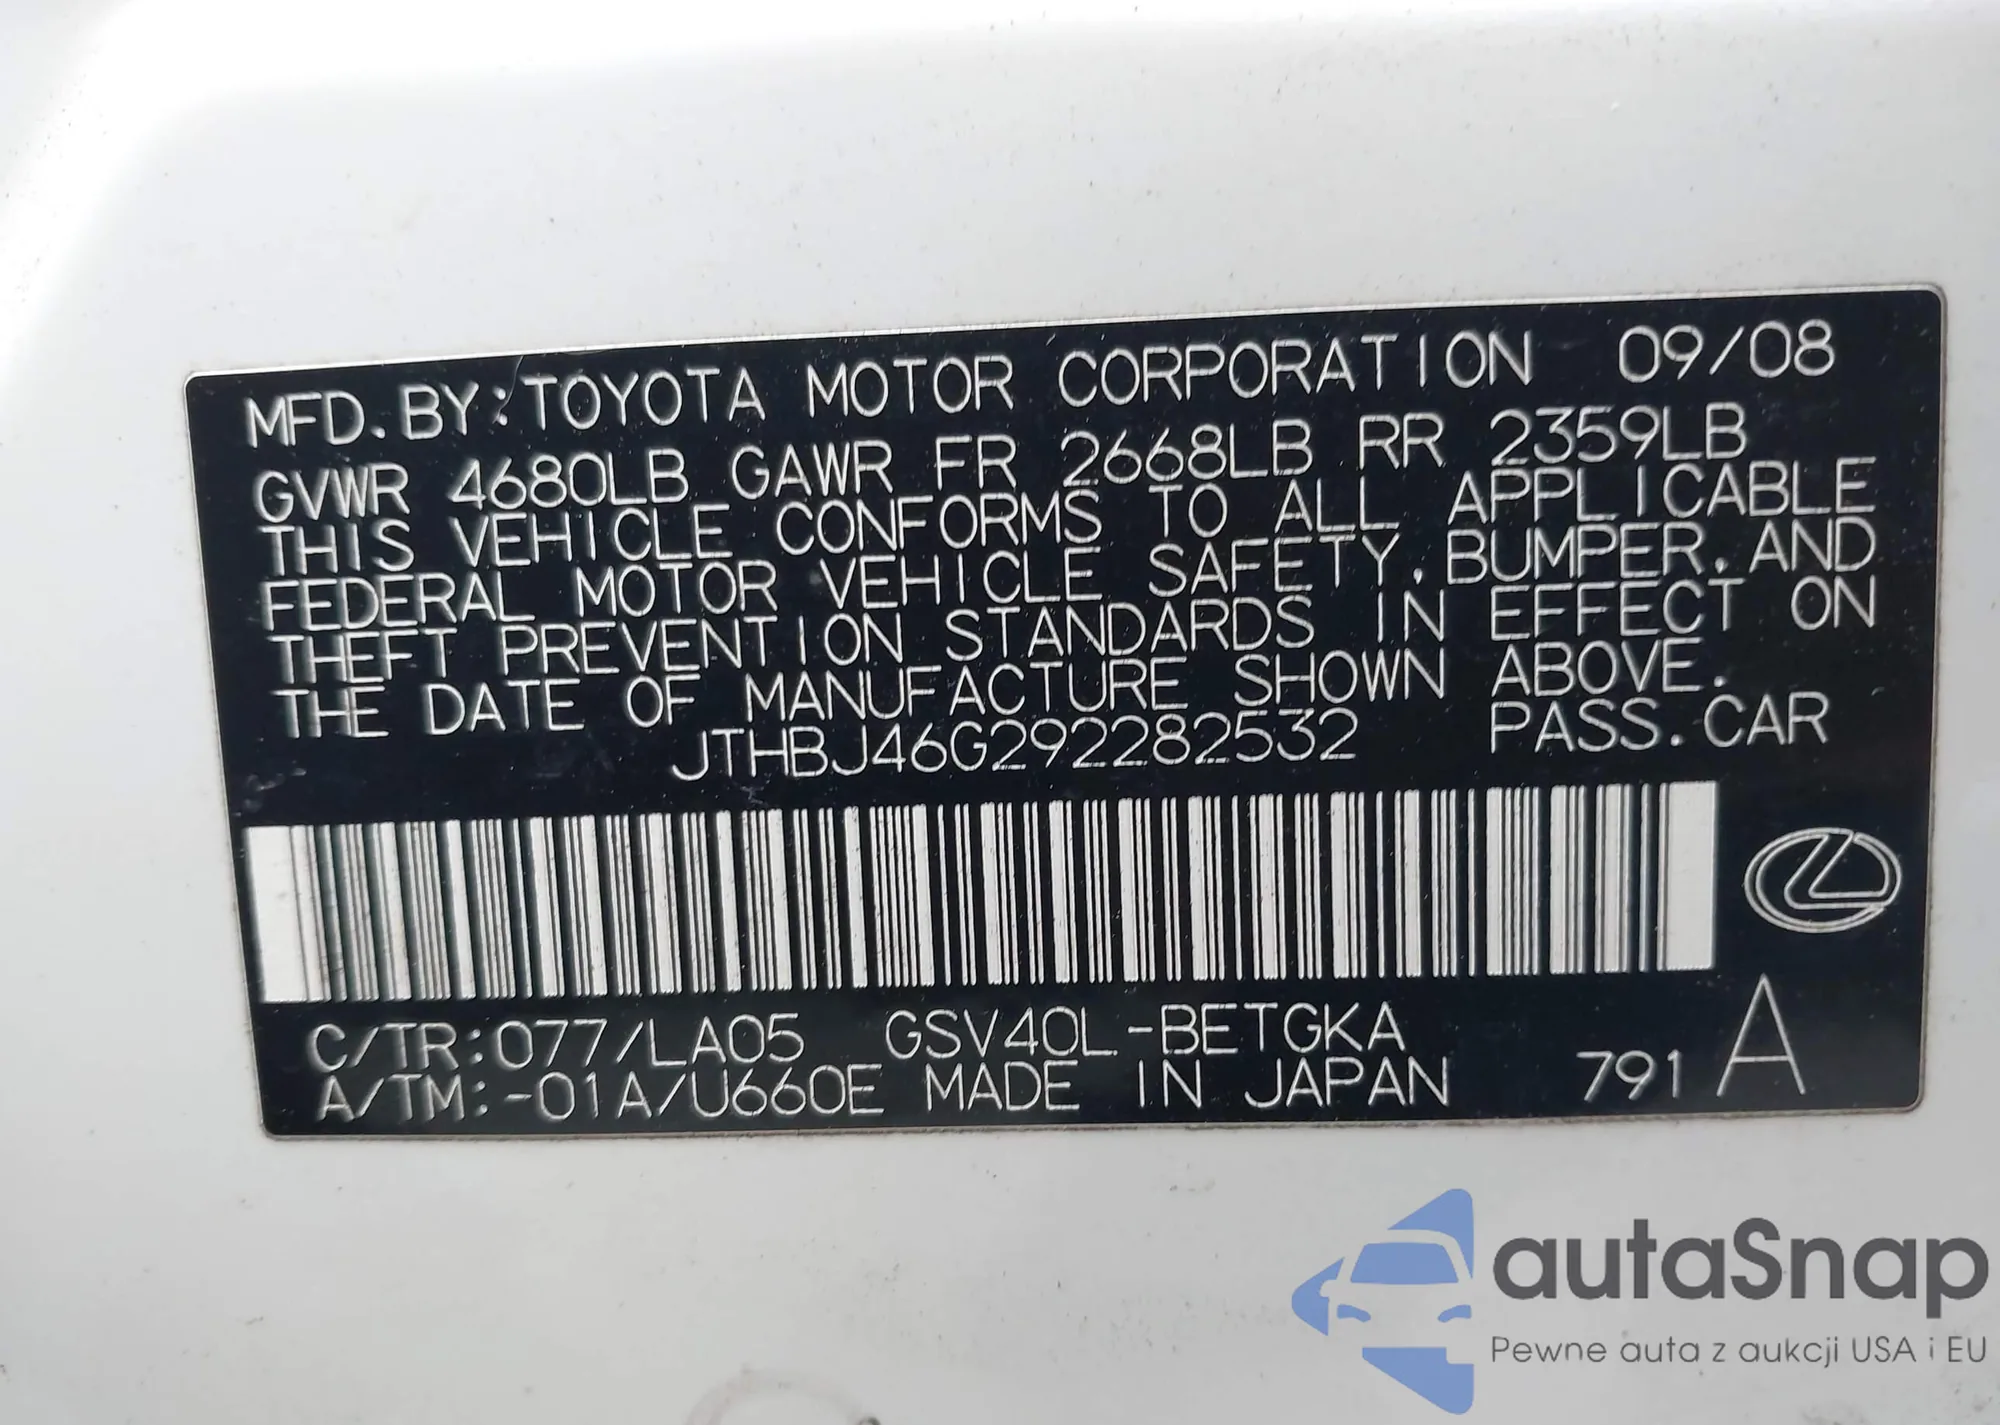 MFD. BY: TOYOTA MOTOR CORPORATION 09/08
GVWR 4680LB GAWR FR 2668LB RR 2359LB
THIS VEHICLE CONFORMS TO ALL APPLICABLE
FEDERAL MOTOR VEHICLE SAFETY, BUMPER, AND
THEFT PREVENTION STANDARDS IN EFFECT ON
THE DATE OF MANUFACTURE SHOWN ABOVE.
JTHBJ46G292282532 PASS. CAR
C/TR: 077/LA05 GSV40L-BETGKA
A/TM: -01A/U660E MADE IN JAPAN 791 A
autaSnap
Pewne auta z aukcji USA i EU